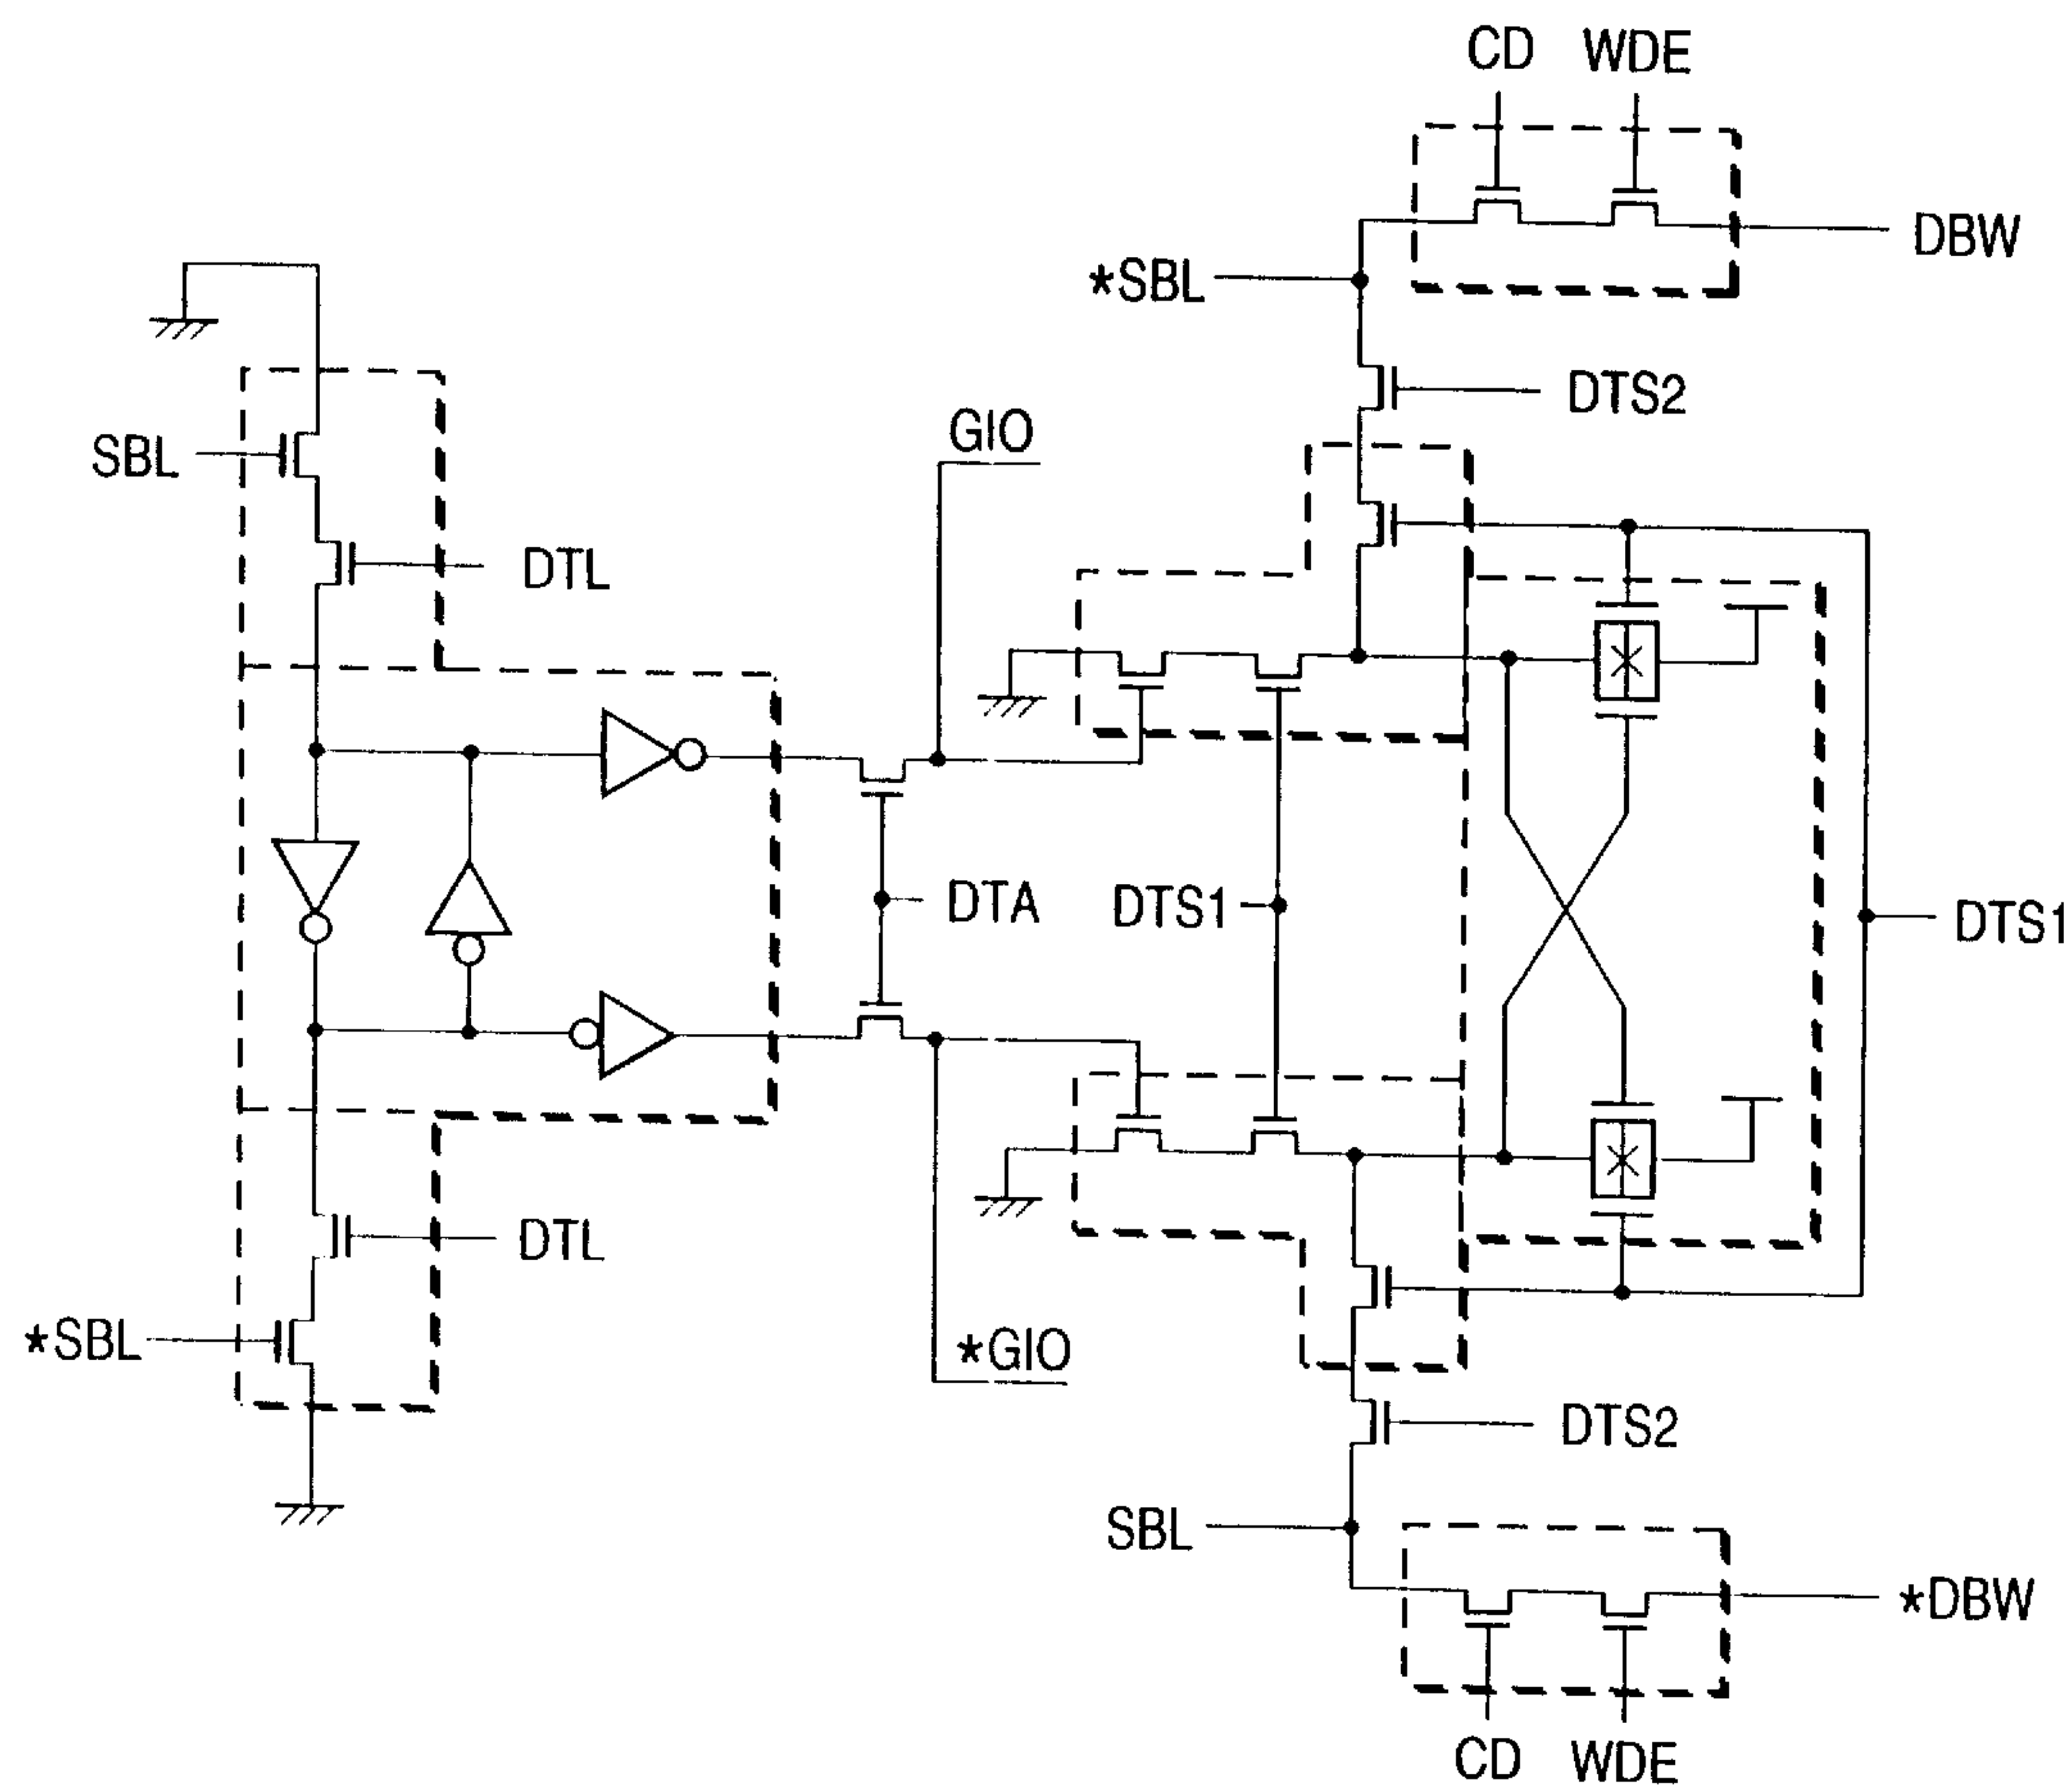 CD WDE
DBW
*SBL
DTS2
GIO
SBL
DTL
DTA
DTS1
DTS1
DTL
*SBL
*GIO
DTS2
SBL
*DBW
CD WDE